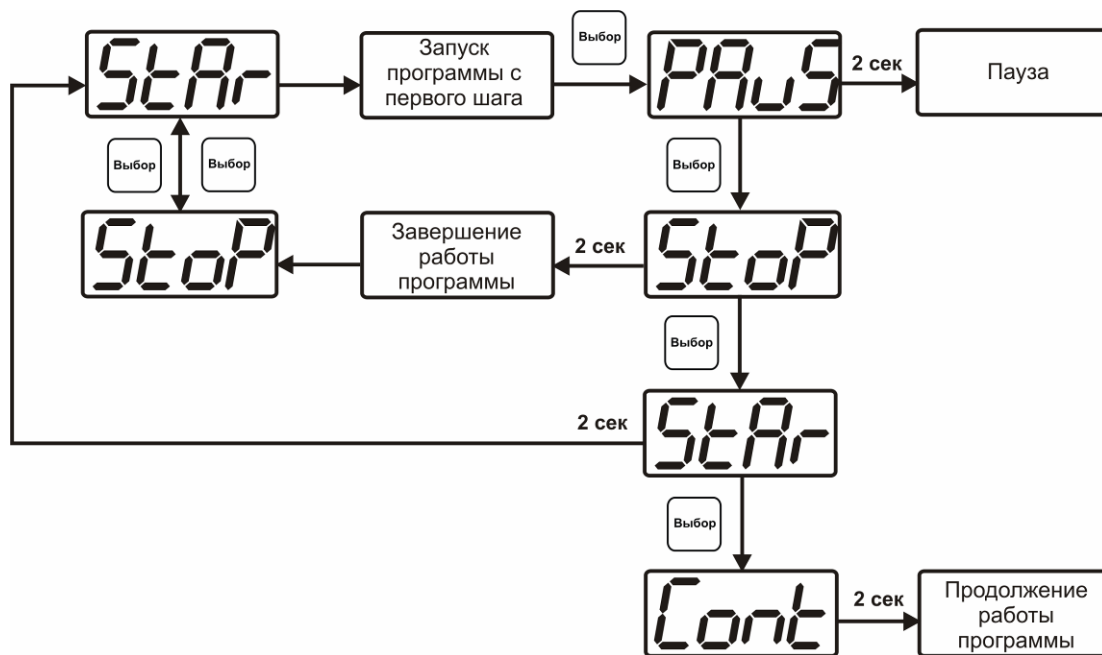 StAr
Запуск
программы с
первого шага
Выбор
PAuS
2 сек
Пауза
Выбор
Выбор
Выбор
StoP
Завершение
работы
программы
2 сек
StoP
Выбор
2 сек
StAr
Выбор
Cont
2 сек
Продолжение
работы
программы